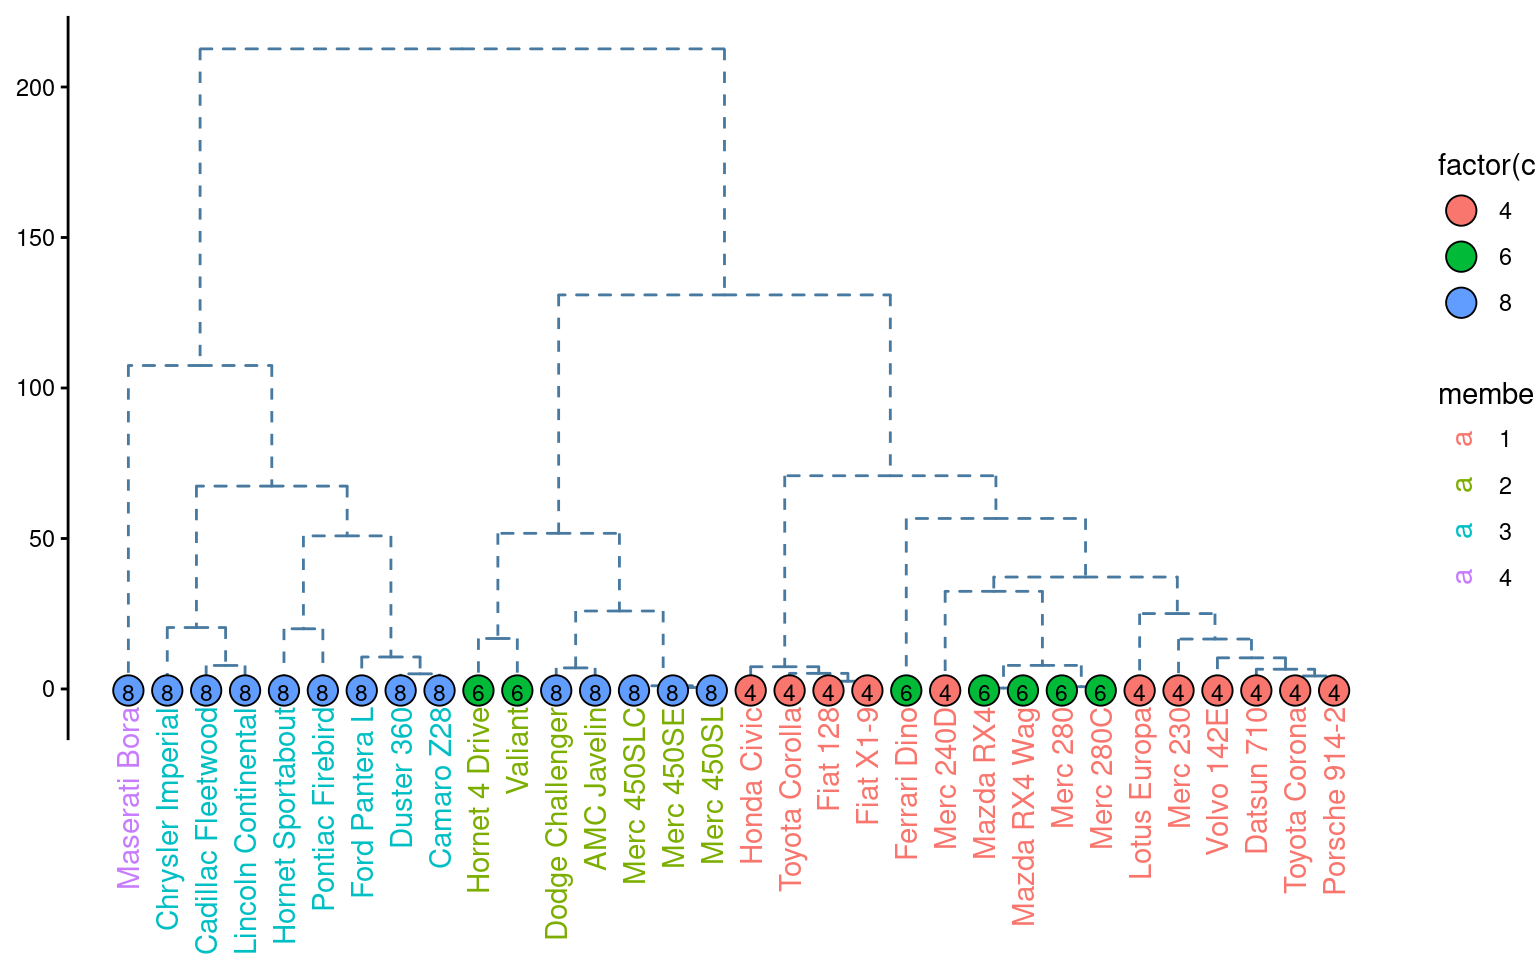 200
150
100
50
0
8 8 8 8 8 8 8 8 8 6 6 8 8 8 8 8 4 4 4 4 6 4 6 6 6 6 4 4 4 4 4 4
Maserati Bora
Chrysler Imperial
Cadillac Fleetwood
Lincoln Continental
Hornet Sportabout
Pontiac Firebird
Ford Pantera L
Duster 360
Camaro Z28
Hornet 4 Drive
Valiant
Dodge Challenger
AMC Javelin
Merc 450SLC
Merc 450SE
Merc 450SL
Honda Civic
Toyota Corolla
Fiat 128
Fiat X1-9
Ferrari Dino
Merc 240D
Mazda RX4
Mazda RX4 Wag
Merc 280
Merc 280C
Lotus Europa
Merc 230
Volvo 142E
Datsun 710
Toyota Corona
Porsche 914-2
factor(c
4
6
8
membe
a 1
a 2
a 3
a 4